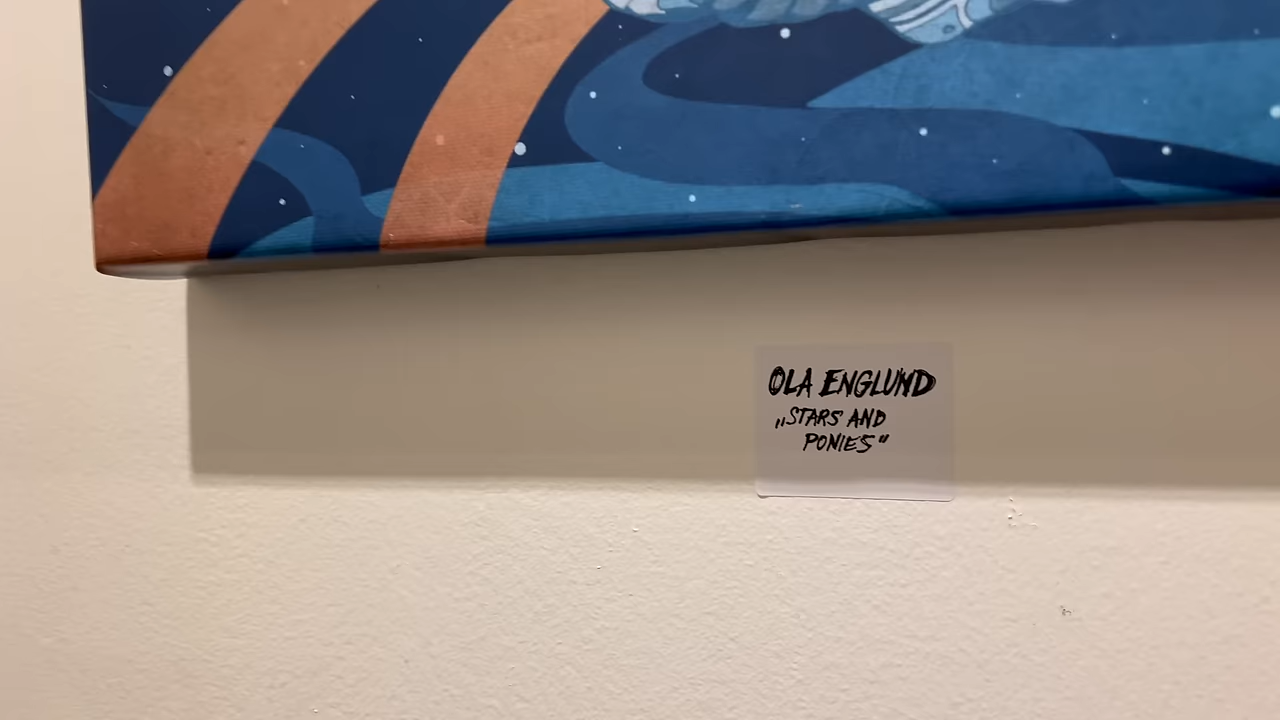 OLA ENGLUND
„STARS AND
PONIES"